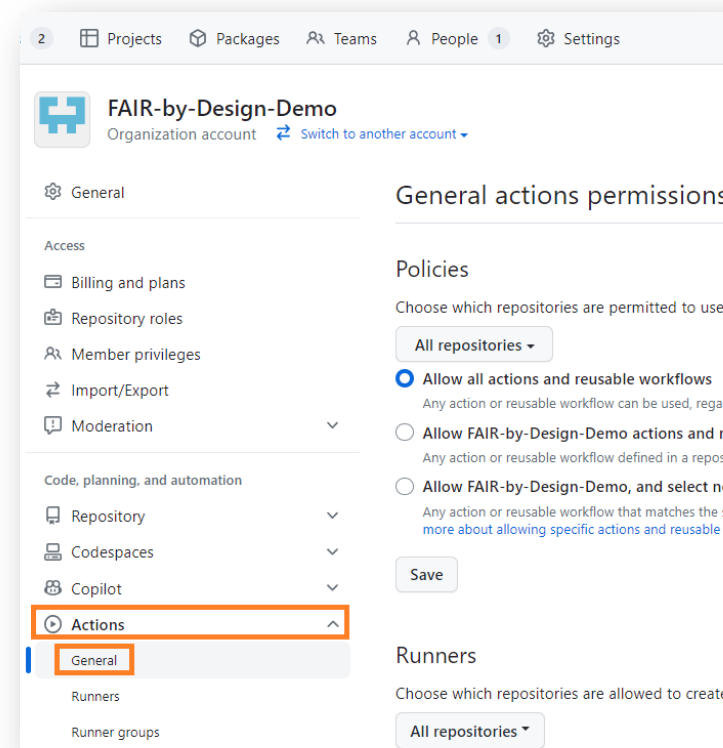 2 Projects Packages Teams People 1 Settings
FAIR-by-Design-Demo
Organization account Switch to another account
General
Access
Billing and plans
Repository roles
Member privileges
Import/Export
Moderation
Code, planning, and automation
Repository
Codespaces
Copilot
Actions
General
Runners
Runner groups
General actions permissions
Policies
Choose which repositories are permitted to use
All repositories
Allow all actions and reusable workflows
Any action or reusable workflow can be used, rega
Allow FAIR-by-Design-Demo actions and r
Any action or reusable workflow defined in a repos
Allow FAIR-by-Design-Demo, and select n
Any action or reusable workflow that matches the s
more about allowing specific actions and reusable
Save
Runners
Choose which repositories are allowed to create
All repositories